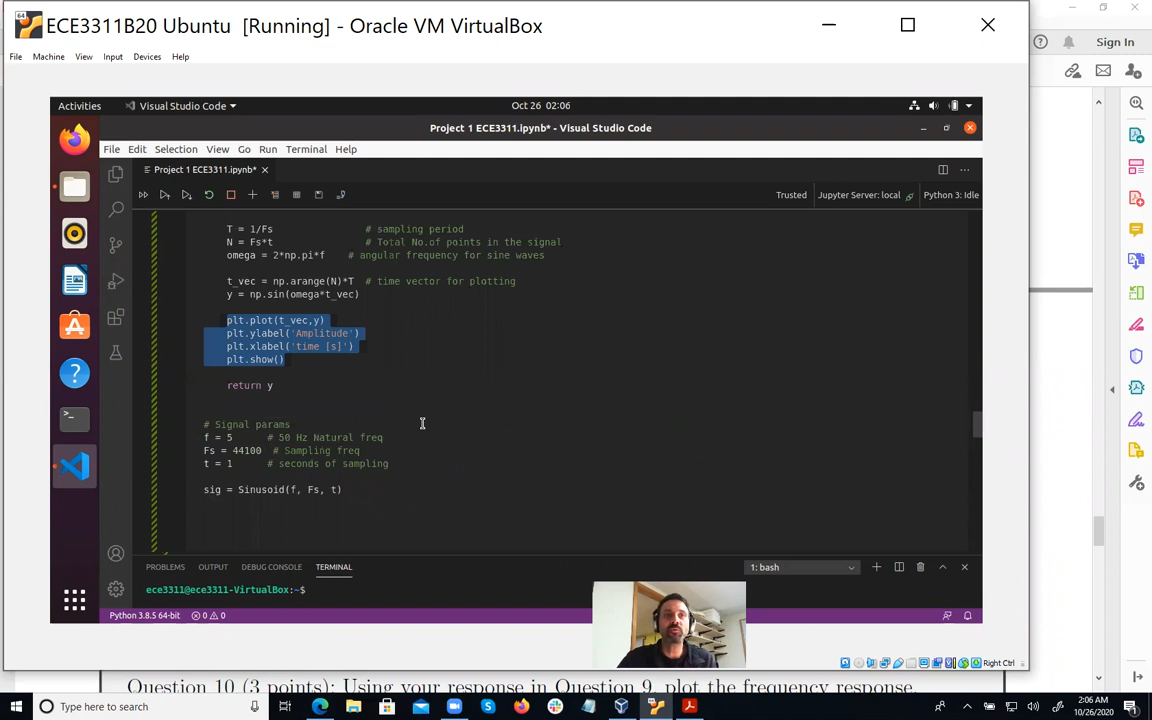 ECE3311B20 Ubuntu [Running] - Oracle VM VirtualBox
File Machine View Input Devices Help
Sign In
Activities Visual Studio Code Oct 26 02:06
Project 1 ECE3311.ipynb* - Visual Studio Code
File Edit Selection View Go Run Terminal Help
Project 1 ECE3311.ipynb*
Trusted Jupyter Server: local Python 3: Idle
T = 1/Fs # sampling period
N = Fs*t # Total No.of points in the signal
omega = 2*np.pi*f # angular frequency for sine waves
t_vec = np.arange(N)*T # time vector for plotting
y = np.sin(omega*t_vec)
plt.plot(t_vec,y)
plt.ylabel('Amplitude')
plt.xlabel('time [s]')
plt.show()
return y
# Signal params
f = 5 # 50 Hz Natural freq
Fs = 44100 # Sampling freq
t = 1 # seconds of sampling
sig = Sinusoid(f, Fs, t)
PROBLEMS OUTPUT DEBUG CONSOLE TERMINAL 1: bash
ece3311@ece3311-VirtualBox:~$
Python 3.8.5 64-bit 0 0
Right Ctrl
Question 10 (3 points): Using your response in Question 9, plot the frequency response.
Type here to search
2:06 AM
10/26/2020